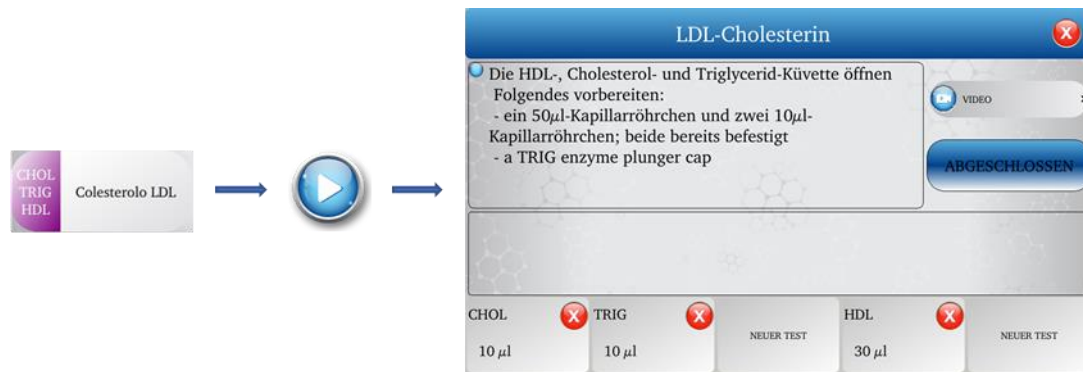 CHOL
TRIG
HDL
Colesterolo LDL
LDL-Cholesterin
X
Die HDL-, Cholesterol- und Triglycerid-Küvette öffnen
Folgendes vorbereiten:
- ein 50µl-Kapillarröhrchen und zwei 10µl-
Kapillarröhrchen; beide bereits befestigt
- a TRIG enzyme plunger cap
VIDEO
ABGESCHLOSSEN
CHOL
X
10 µl
TRIG
X
10 µl
NEUER TEST
HDL
X
30 µl
NEUER TEST